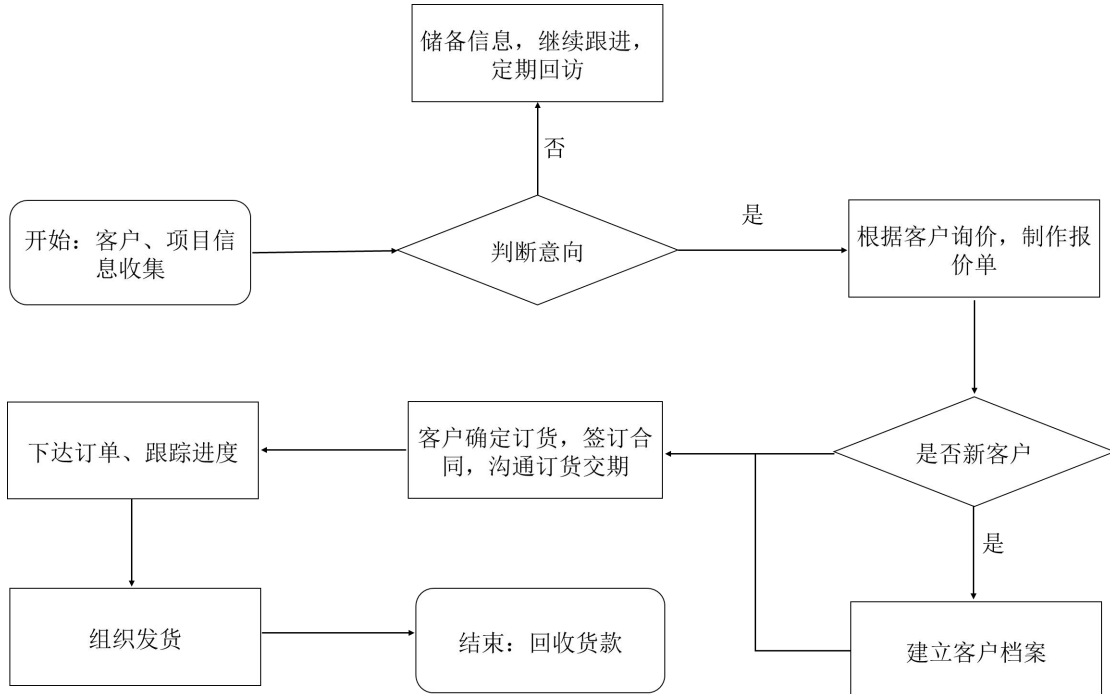 储备信息，继续跟进，
定期回访
否
开始：客户、项目信
息收集
判断意向
是
根据客户询价，制作报
价单
下达订单、跟踪进度
客户确定订货，签订合
同，沟通订货交期
是否新客户
是
组织发货
结束：回收货款
建立客户档案